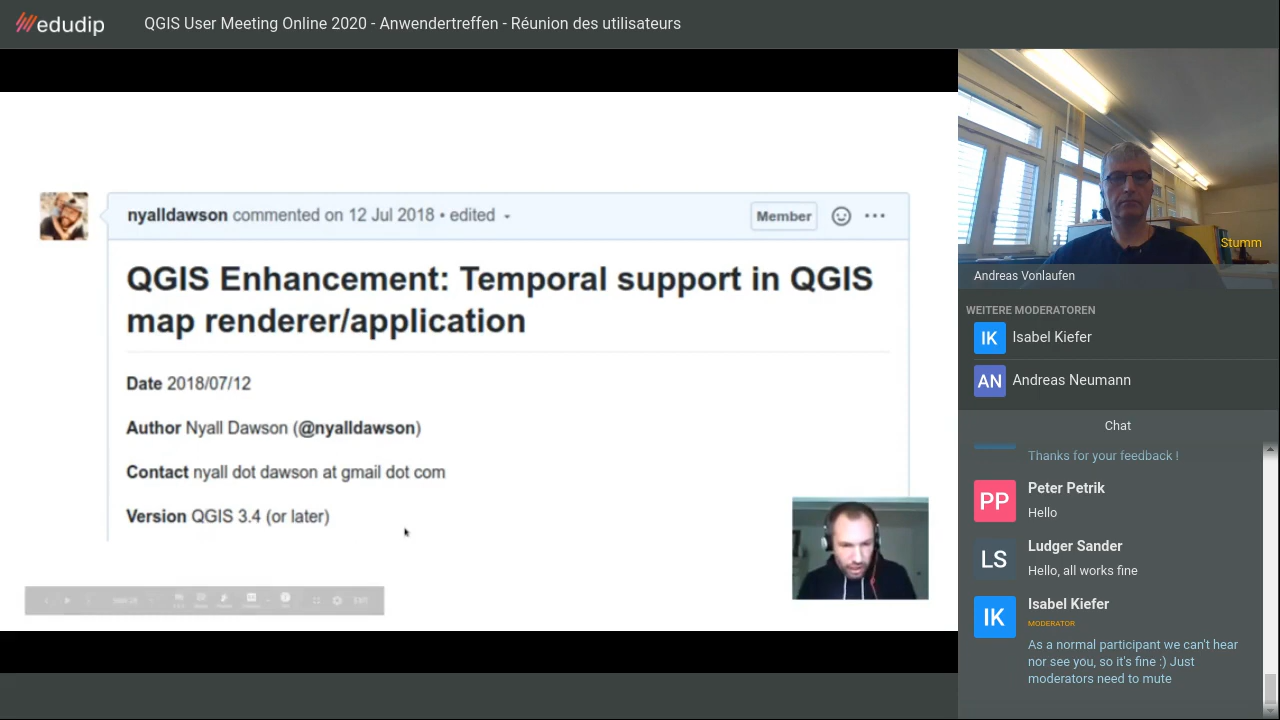 edudip
QGIS User Meeting Online 2020 - Anwendertreffen - Réunion des utilisateurs
nyalldawson commented on 12 Jul 2018 • edited
Member
QGIS Enhancement: Temporal support in QGIS
map renderer/application
Date 2018/07/12
Author Nyall Dawson (@nyalldawson)
Contact nyall dot dawson at gmail dot com
Version QGIS 3.4 (or later)
Stumm
Andreas Vonlaufen
WEITERE MODERATOREN
IK Isabel Kiefer
AN Andreas Neumann
Chat
Thanks for your feedback !
PP Peter Petrik
Hello
LS Ludger Sander
Hello, all works fine
IK Isabel Kiefer
MODERATOR
As a normal participant we can't hear
nor see you, so it's fine :) Just
moderators need to mute